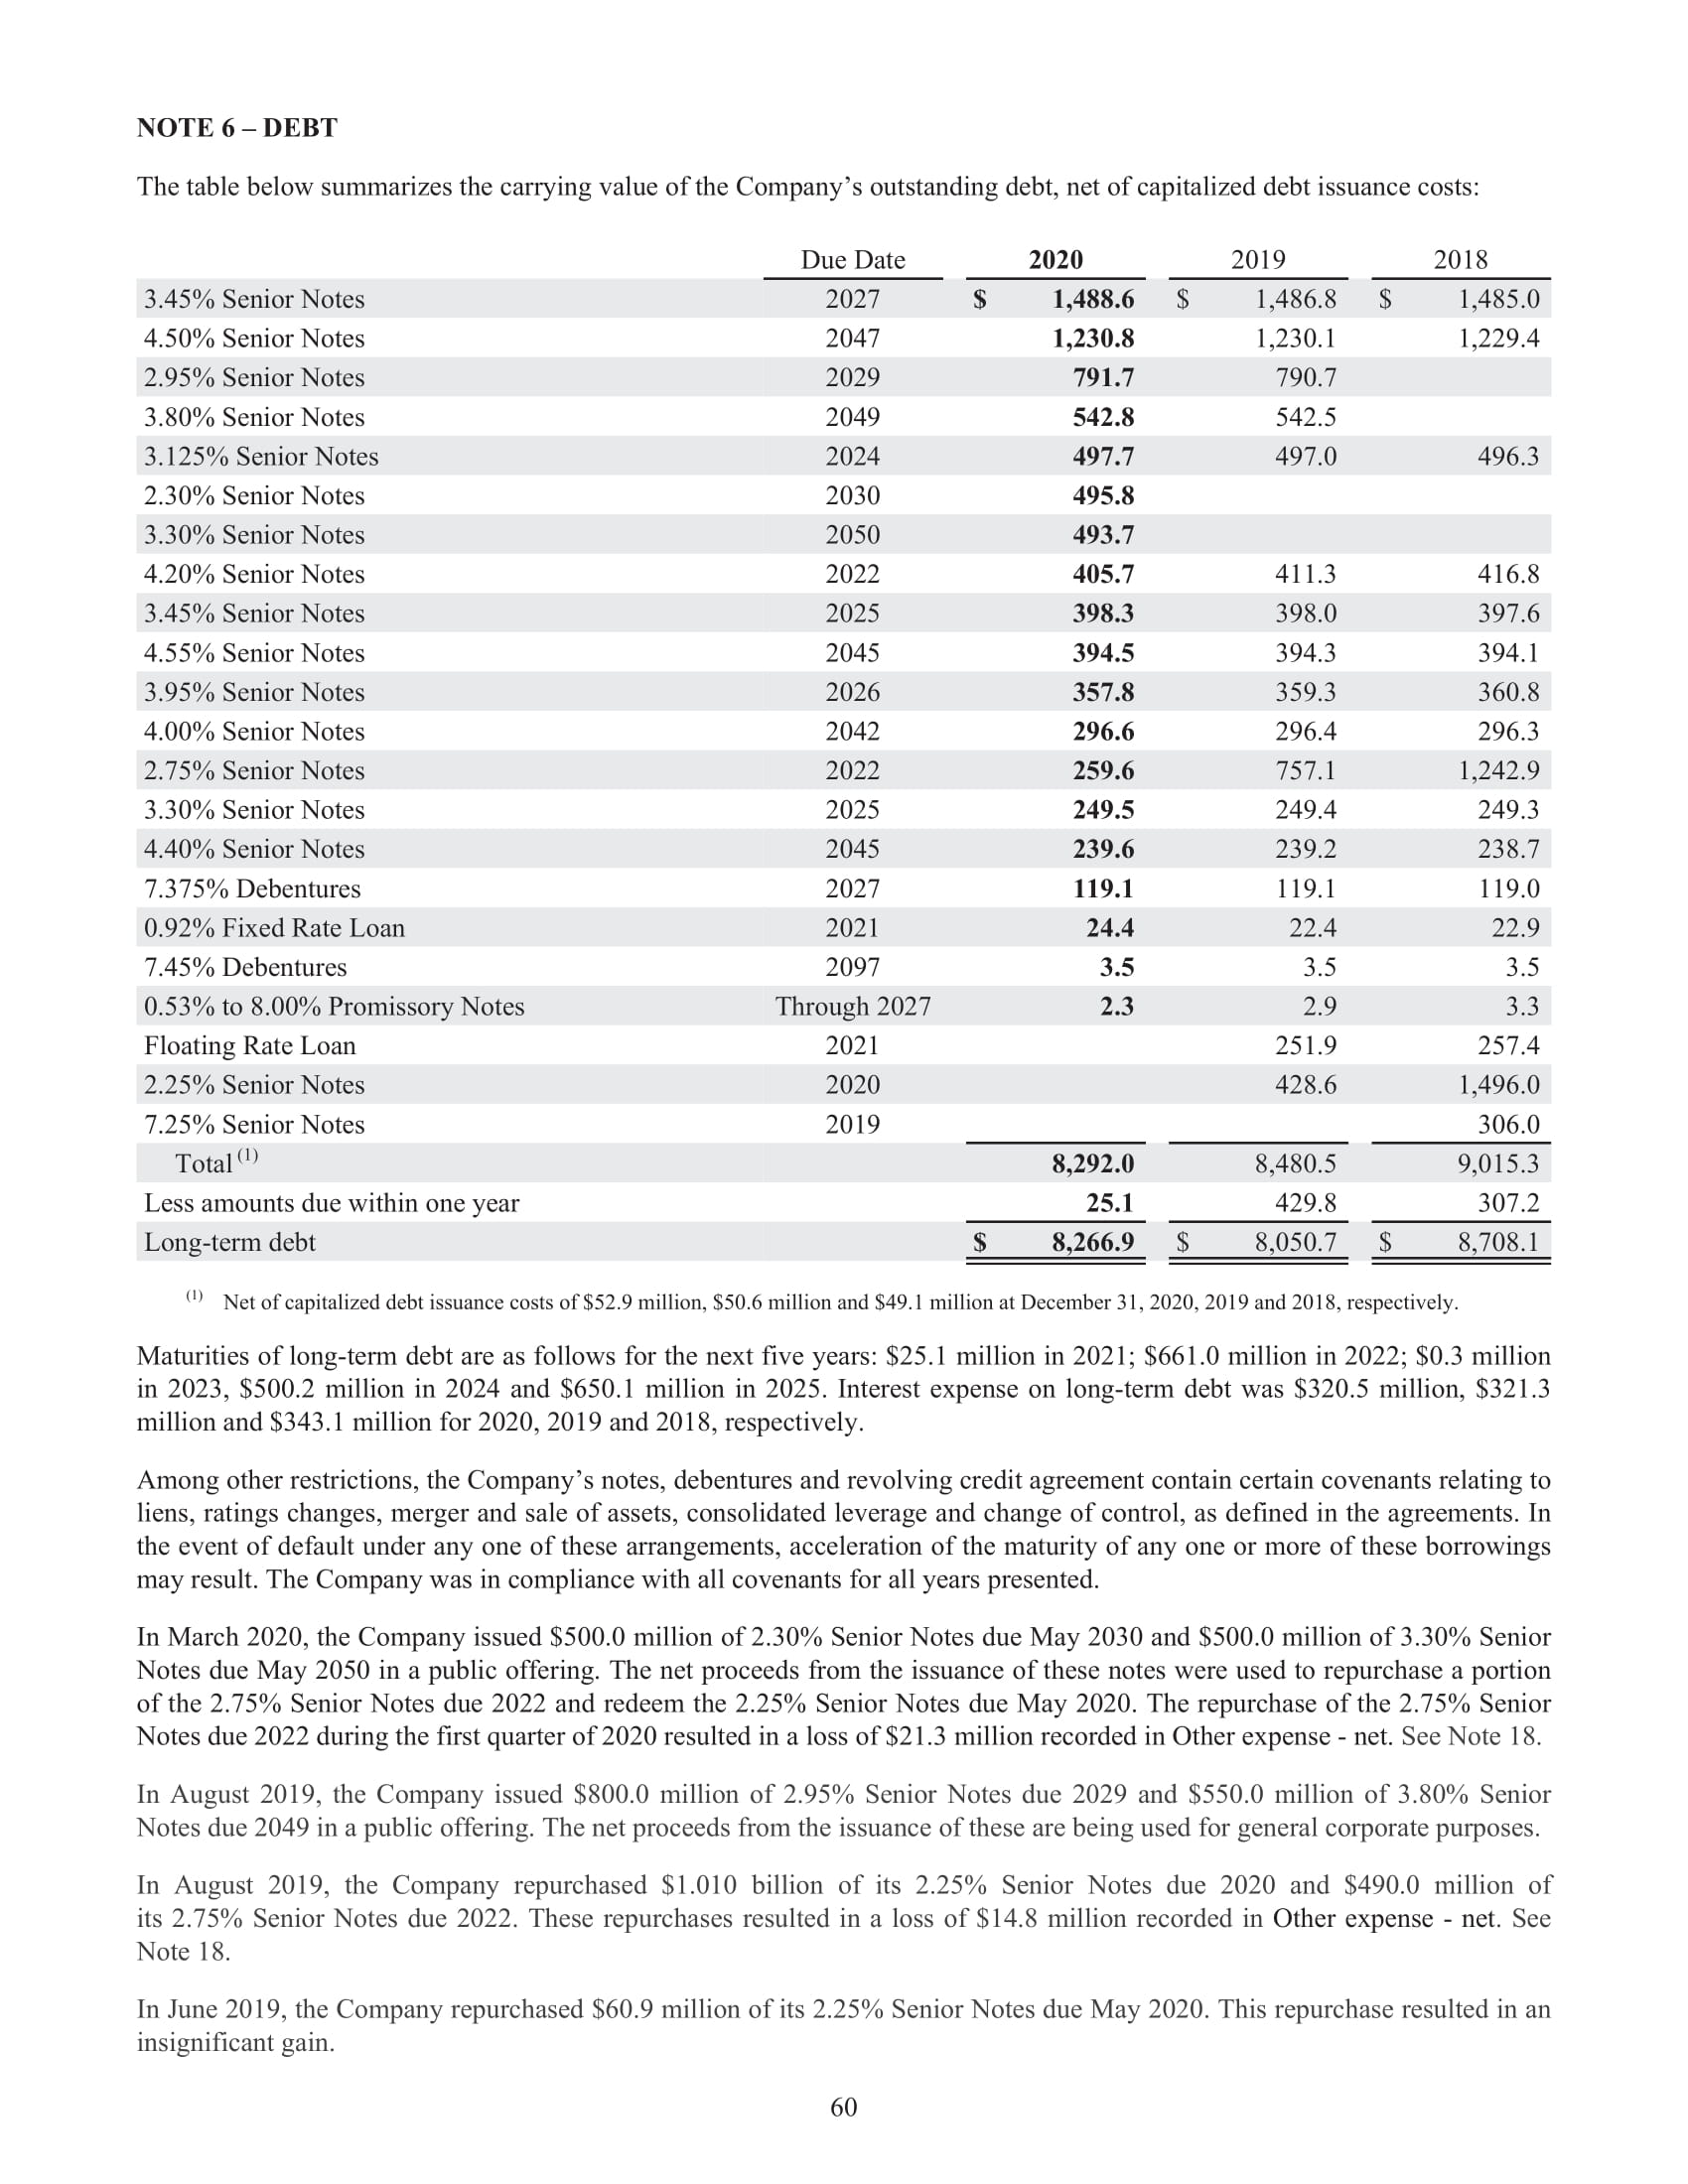 NOTE 6 – DEBT
The table below summarizes the carrying value of the Company’s outstanding debt, net of capitalized debt issuance costs:
Due Date 2020 2019 2018
3.45% Senior Notes 2027 $ 1,488.6 $ 1,486.8 $ 1,485.0
4.50% Senior Notes 2047 1,230.8 1,230.1 1,229.4
2.95% Senior Notes 2029 791.7 790.7
3.80% Senior Notes 2049 542.8 542.5
3.125% Senior Notes 2024 497.7 497.0 496.3
2.30% Senior Notes 2030 495.8
3.30% Senior Notes 2050 493.7
4.20% Senior Notes 2022 405.7 411.3 416.8
3.45% Senior Notes 2025 398.3 398.0 397.6
4.55% Senior Notes 2045 394.5 394.3 394.1
3.95% Senior Notes 2026 357.8 359.3 360.8
4.00% Senior Notes 2042 296.6 296.4 296.3
2.75% Senior Notes 2022 259.6 757.1 1,242.9
3.30% Senior Notes 2025 249.5 249.4 249.3
4.40% Senior Notes 2045 239.6 239.2 238.7
7.375% Debentures 2027 119.1 119.1 119.0
0.92% Fixed Rate Loan 2021 24.4 22.4 22.9
7.45% Debentures 2097 3.5 3.5 3.5
0.53% to 8.00% Promissory Notes Through 2027 2.3 2.9 3.3
Floating Rate Loan 2021 251.9 257.4
2.25% Senior Notes 2020 428.6 1,496.0
7.25% Senior Notes 2019 306.0
Total (1) 8,292.0 8,480.5 9,015.3
Less amounts due within one year 25.1 429.8 307.2
Long-term debt $ 8,266.9 $ 8,050.7 $ 8,708.1
(1) Net of capitalized debt issuance costs of $52.9 million, $50.6 million and $49.1 million at December 31, 2020, 2019 and 2018, respectively.
Maturities of long-term debt are as follows for the next five years: $25.1 million in 2021; $661.0 million in 2022; $0.3 million
in 2023, $500.2 million in 2024 and $650.1 million in 2025. Interest expense on long-term debt was $320.5 million, $321.3
million and $343.1 million for 2020, 2019 and 2018, respectively.
Among other restrictions, the Company’s notes, debentures and revolving credit agreement contain certain covenants relating to
liens, ratings changes, merger and sale of assets, consolidated leverage and change of control, as defined in the agreements. In
the event of default under any one of these arrangements, acceleration of the maturity of any one or more of these borrowings
may result. The Company was in compliance with all covenants for all years presented.
In March 2020, the Company issued $500.0 million of 2.30% Senior Notes due May 2030 and $500.0 million of 3.30% Senior
Notes due May 2050 in a public offering. The net proceeds from the issuance of these notes were used to repurchase a portion
of the 2.75% Senior Notes due 2022 and redeem the 2.25% Senior Notes due May 2020. The repurchase of the 2.75% Senior
Notes due 2022 during the first quarter of 2020 resulted in a loss of $21.3 million recorded in Other expense - net. See Note 18.
In August 2019, the Company issued $800.0 million of 2.95% Senior Notes due 2029 and $550.0 million of 3.80% Senior
Notes due 2049 in a public offering. The net proceeds from the issuance of these are being used for general corporate purposes.
In August 2019, the Company repurchased $1.010 billion of its 2.25% Senior Notes due 2020 and $490.0 million of
its 2.75% Senior Notes due 2022. These repurchases resulted in a loss of $14.8 million recorded in Other expense - net. See
Note 18.
In June 2019, the Company repurchased $60.9 million of its 2.25% Senior Notes due May 2020. This repurchase resulted in an
insignificant gain.
60